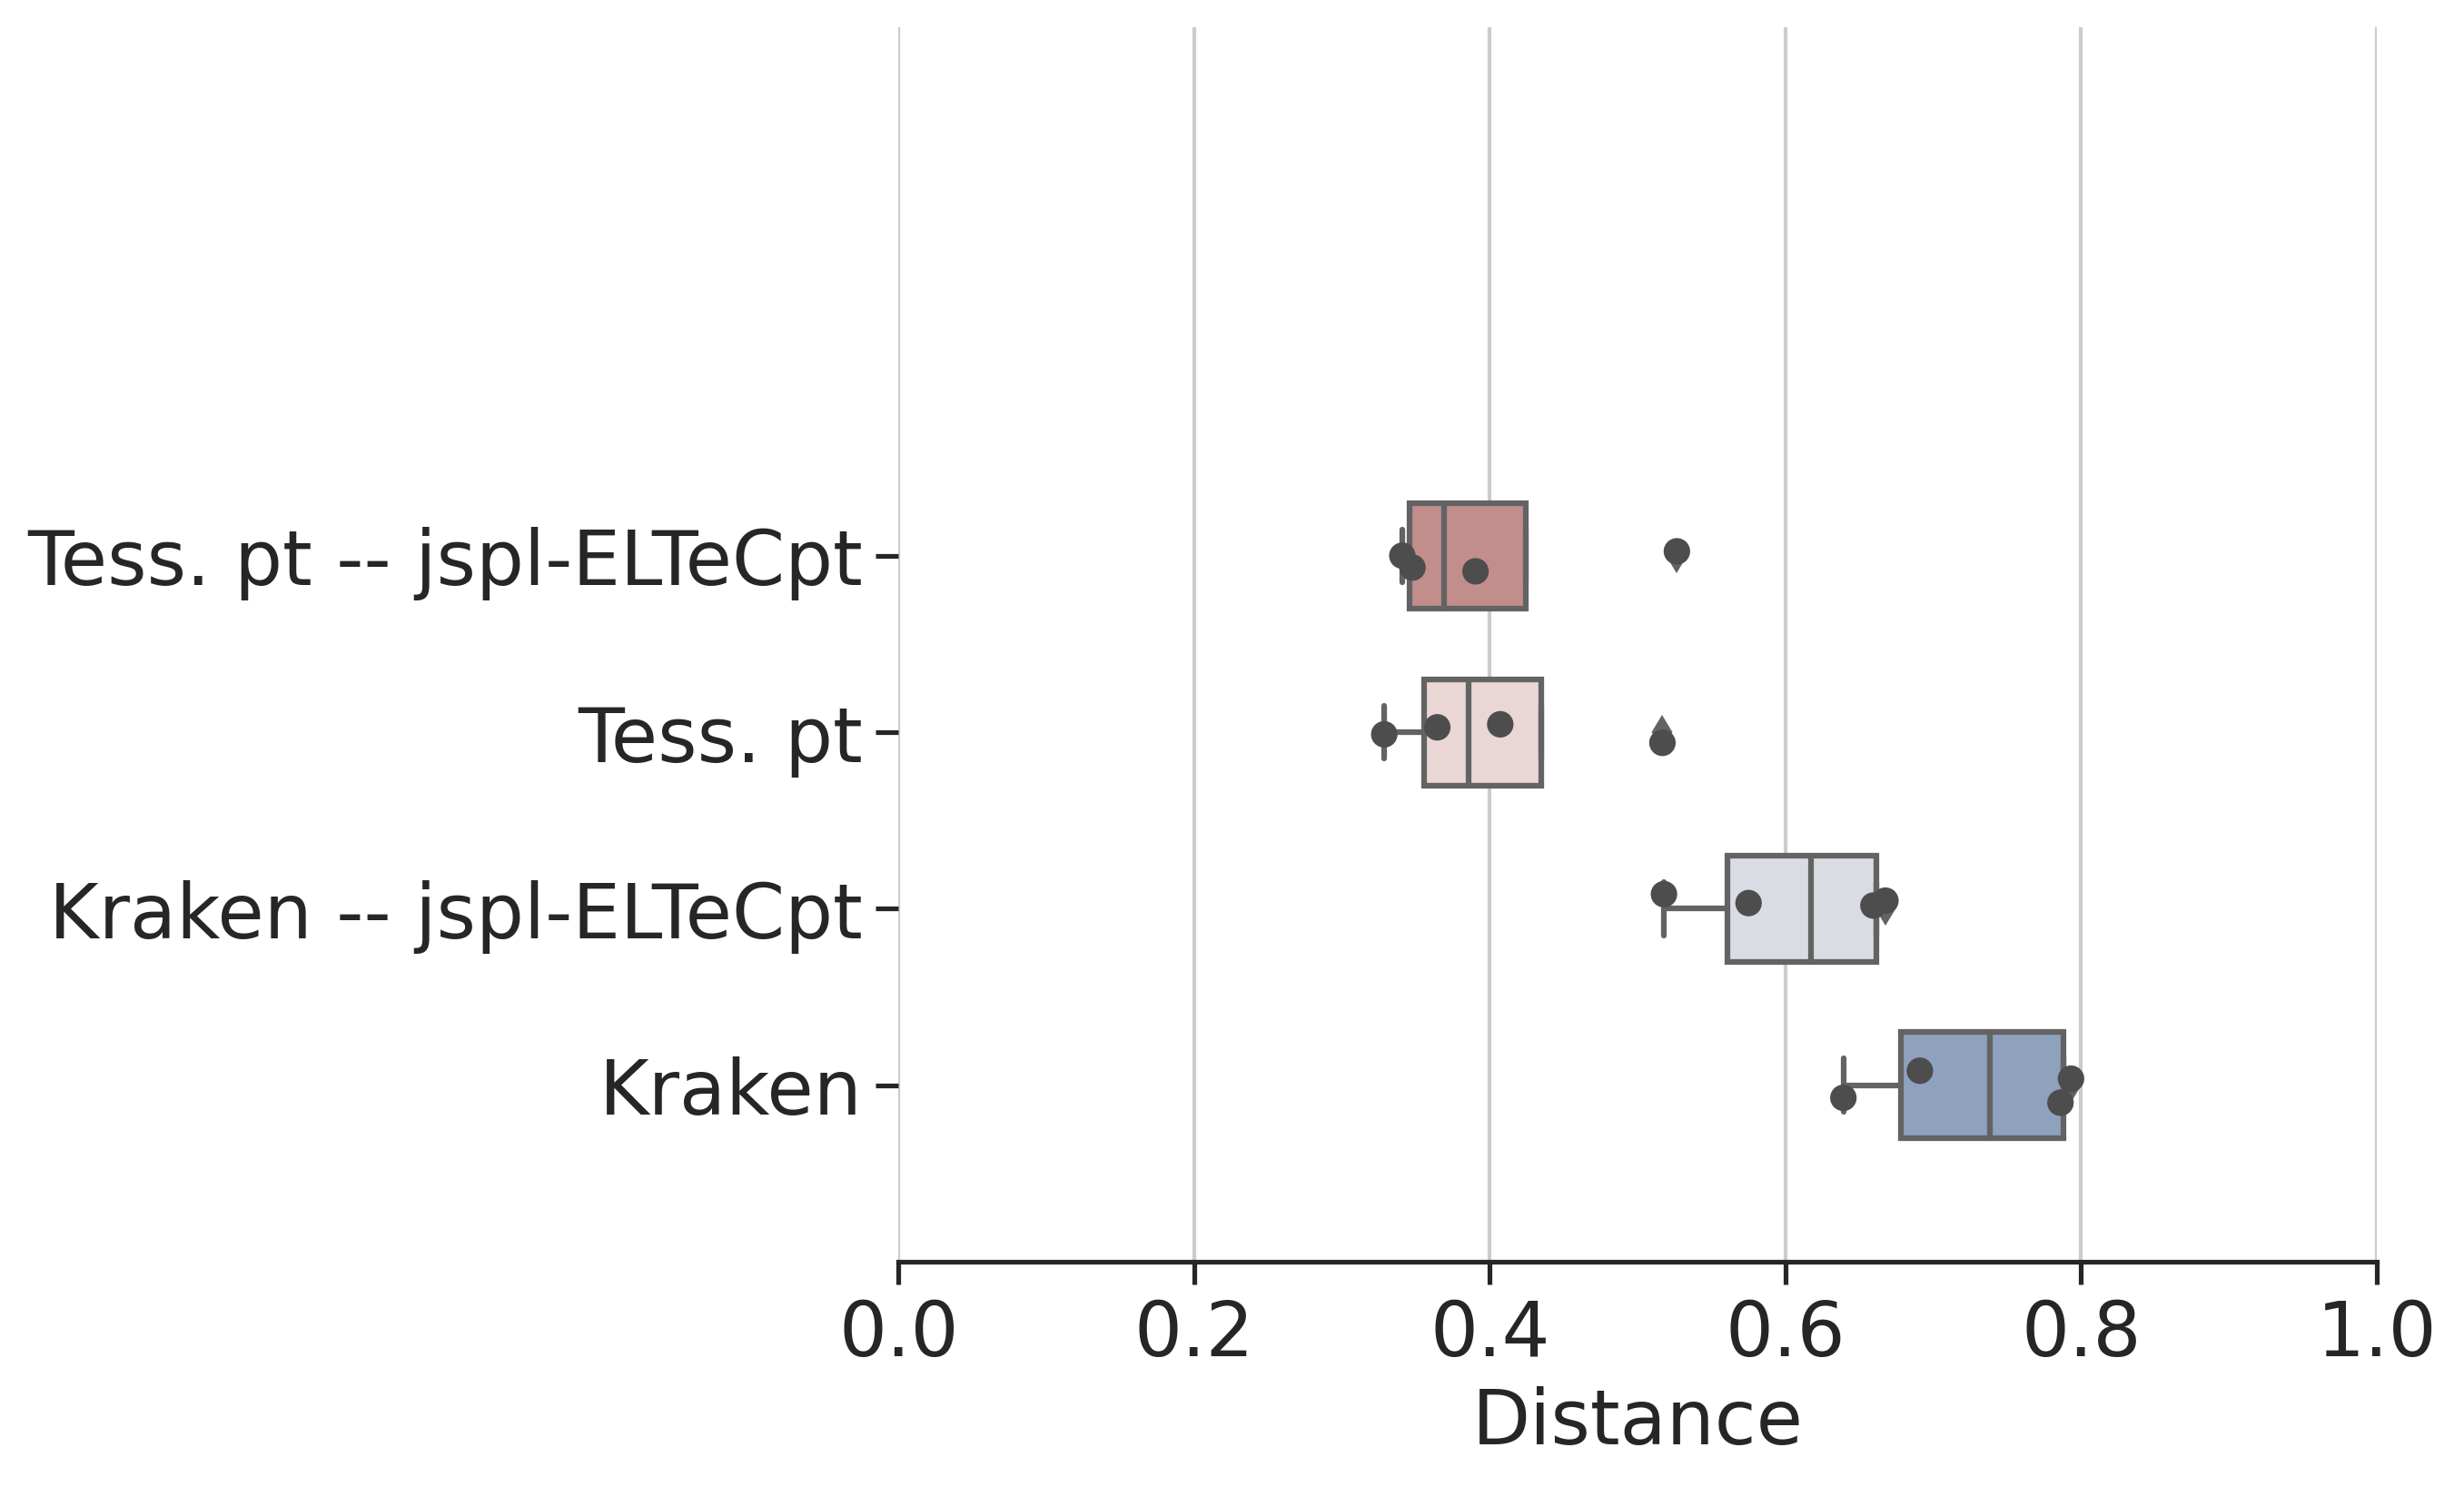 Tess. pt -- jspl-ELTeCpt
Tess. pt
Kraken -- jspl-ELTeCpt
Kraken
0.0 0.2 0.4 0.6 0.8 1.0
Distance